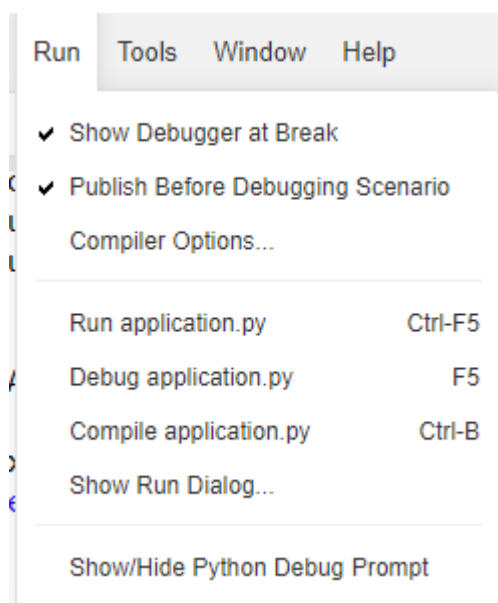 Run Tools Window Help
Show Debugger at Break
Publish Before Debugging Scenario
Compiler Options...
Run application.py Ctrl-F5
Debug application.py F5
Compile application.py Ctrl-B
Show Run Dialog...
Show/Hide Python Debug Prompt